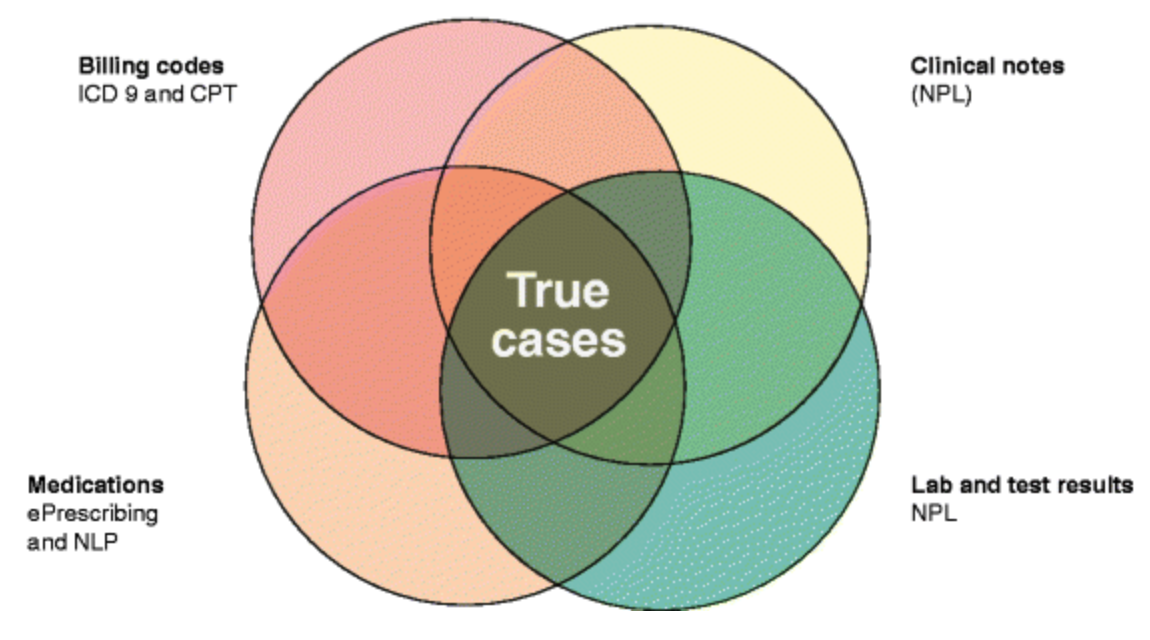 Billing codes
ICD 9 and CPT
Clinical notes
(NPL)
True
cases
Medications
ePrescribing
and NLP
Lab and test results
NPL